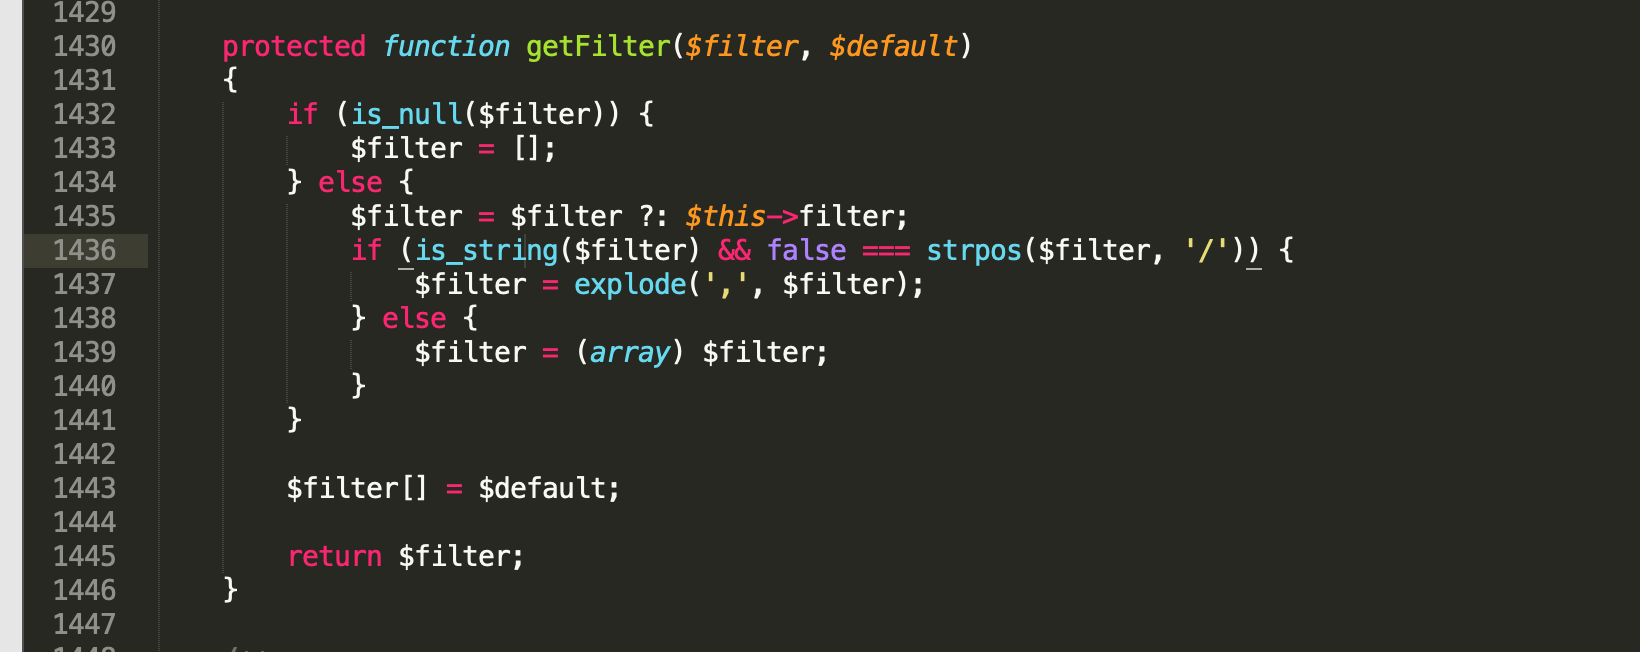 1429
1430 protected function getFilter($filter, $default)
1431 {
1432 if (is_null($filter)) {
1433 $filter = [];
1434 } else {
1435 $filter = $filter ?: $this->filter;
1436 if (is_string($filter) && false === strpos($filter, '/')) {
1437 $filter = explode(',', $filter);
1438 } else {
1439 $filter = (array) $filter;
1440 }
1441 }
1442
1443 $filter[] = $default;
1444
1445 return $filter;
1446 }
1447